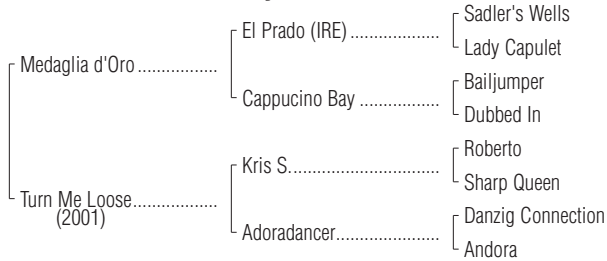 Sadler's Wells
El Prado (IRE) ...................
Lady Capulet
Medaglia d'Oro .................
Bailjumper
Cappucino Bay .................
Dubbed In
Roberto
Kris S. ..............................
Sharp Queen
Turn Me Loose..................
(2001)
Danzig Connection
Adoradancer......................
Andora